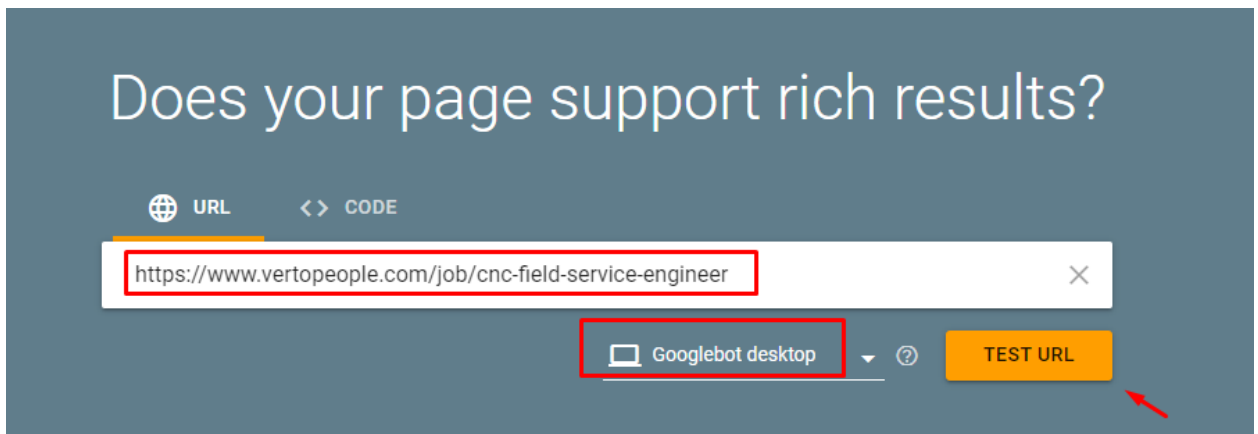 Does your page support rich results?
URL
<> CODE
https://www.vertopeople.com/job/cnc-field-service-engineer
Googlebot desktop
TEST URL